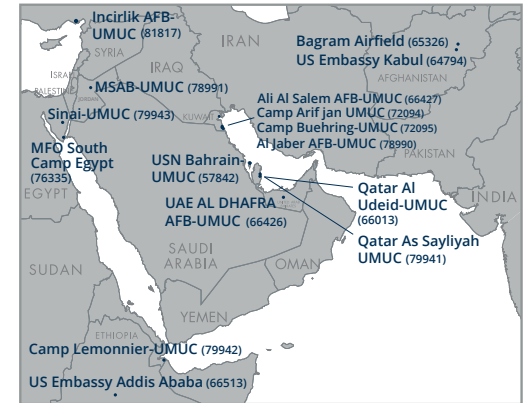 Incirlik AFB-
UMUC (81817)
SYRIA
IRAN
Bagram Airfield (65326)
US Embassy Kabul (64794)
AFGHANISTAN
IRAQ
MSAB-UMUC (78991)
JORDAN
Sinai-UMUC (79943)
KUWAIT
Ali Al Salem AFB-UMUC (66427)
Camp Arif jan UMUC (72094)
Camp Buehring-UMUC (72095)
Al Jaber AFB-UMUC (78990)
MFO South
Camp Egypt
(76335)
EGYPT
PAKISTAN
USN Bahrain-
UMUC (57842)
INDIA
Qatar Al
Udeid-UMUC
(66013)
UAE AL DHAFRA
AFB-UMUC (66426)
Qatar As Sayliyah
UMUC (79941)
SAUDI
ARABIA
OMAN
SUDAN
YEMEN
ETHIOPIA
Camp Lemonnier-UMUC (79942)
US Embassy Addis Ababa (66513)